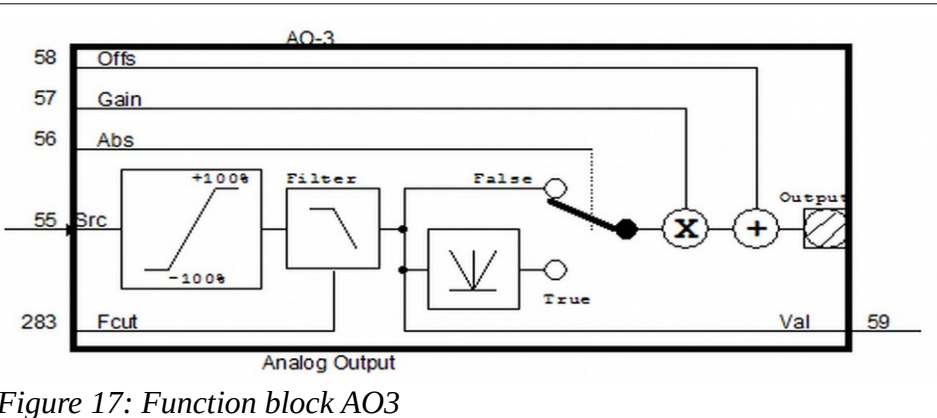 AO-3
58 Offs
57 Gain
56 Abs
+100% Filter False
Output
55 Src X +
-100%
True
283 Fcut Val 59
Analog Output
Figure 17: Function block AO3